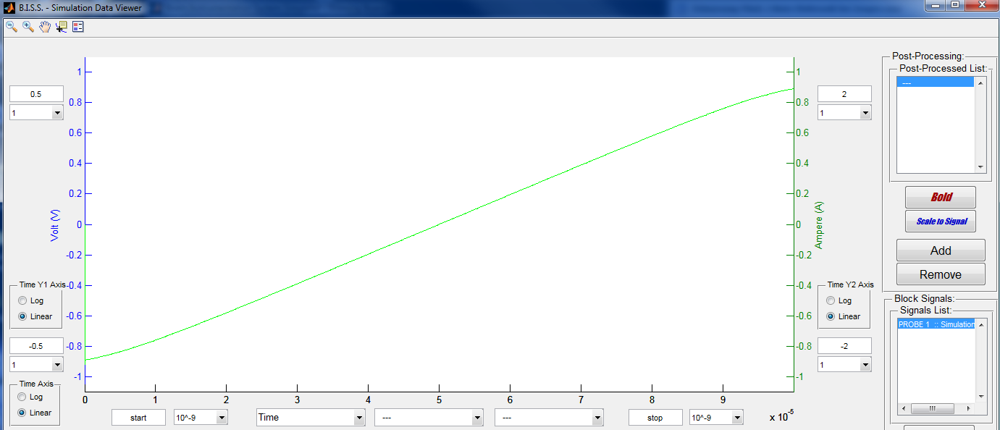 B.I.S.S. - Simulation Data Viewer
Post-Processing:
Post-Processed List:
---
1
0.8
0.6
0.4
0.2
0
-0.2
-0.4
-0.6
-0.8
-1
Volt (V)
0.5
1
Time Y1 Axis
Log
Linear
-0.5
1
Time Axis
Log
Linear
1
0.8
0.6
0.4
0.2
0
-0.2
-0.4
-0.6
-0.8
-1
Ampere (A)
2
1
Time Y2 Axis
Log
Linear
-2
1
Bold
Scale to Signal
Add
Remove
Block Signals:
Signals List:
PROBE 1 :: Simulation
0 1 2 3 4 5 6 7 8 9
x 10^-5
start 10^-9 Time --- --- stop 10^-9